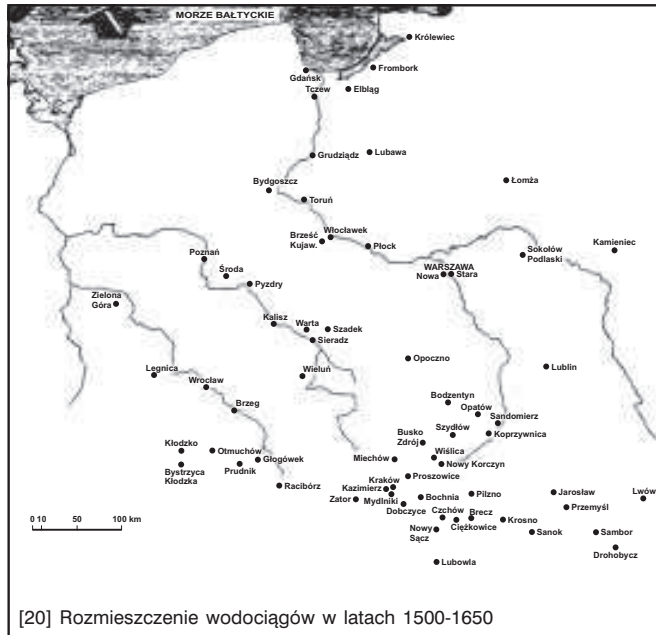 MORZE BAŁTYCKIE
Królewiec
Frombork
Gdańsk
Elbląg
Tczew
Grudziądz
Lubawa
Łomża
Bydgoszcz
Toruń
Włocławek
Brześć
Kujaw.
Płock
Kamieniec
Sokołów
Podlaski
Poznań
Środa
WARSZAWA
Nowa
Stara
Pyzdry
Zielona
Góra
Kalisz
Warta
Szadek
Sieradz
Opoczno
Lublin
Legnica
Wrocław
Wieluń
Bodzentyn
Brzeg
Opatów
Sandomierz
Szydłów
Koprzywnica
Busko
Zdrój
Kłodzko
Otmuchów
Głogówek
Miechów
Wiślica
Nowy Korczyn
Bystrzyca
Kłodzka
Prudnik
Racibórz
Proszowice
Kraków
Kazimierz
Zator
Mydlniki
Bochnia
Pilzno
Jarosław
Lwów
Dobczyce
Przemyśl
Czchów
Brecz
Ciężkowice
Krosno
Nowy
Sącz
Sanok
Sambor
Drohobycz
Lubowla
0 10 50 100 km
[20] Rozmieszczenie wodociągów w latach 1500-1650